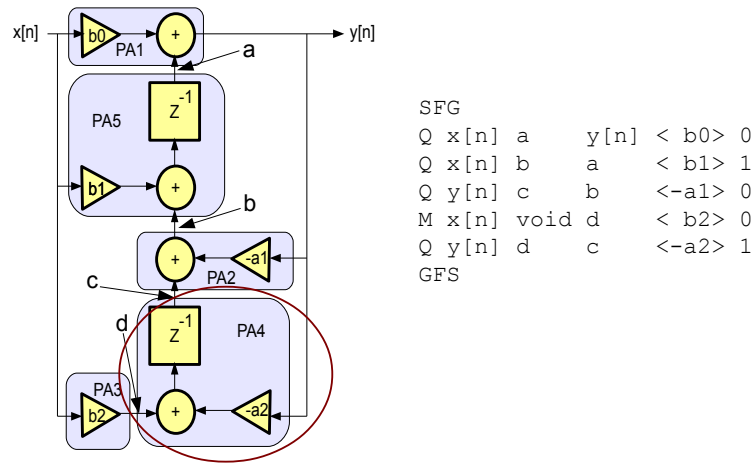 x[n]
b0
PA1
+
y[n]
a
PA5
Z-1
b1
+
b
+
-a1
PA2
c
d
Z-1
PA4
PA3
b2
+
-a2
SFG
Q x[n] a y[n] < b0> 0
Q x[n] b a < b1> 1
Q y[n] c b <-a1> 0
M x[n] void d < b2> 0
Q y[n] d c <-a2> 1
GFS